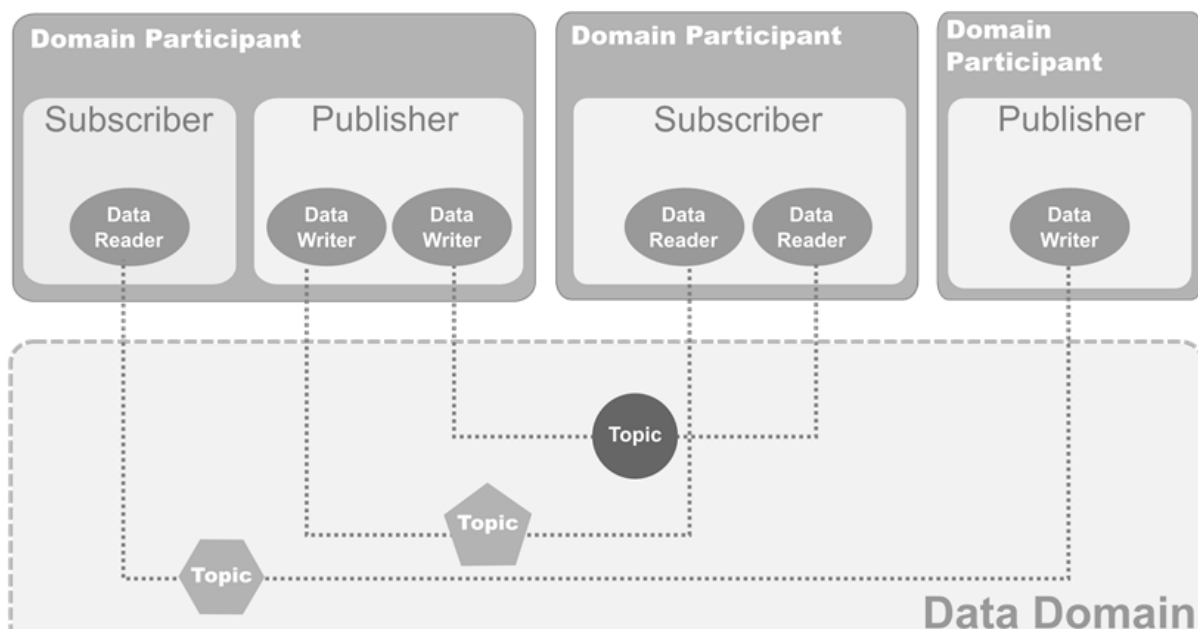 Domain Participant
Subscriber
Data
Reader
Publisher
Data
Writer
Data
Writer
Domain Participant
Subscriber
Data
Reader
Data
Reader
Domain
Participant
Publisher
Data
Writer
Topic
Topic
Topic
Data Domain